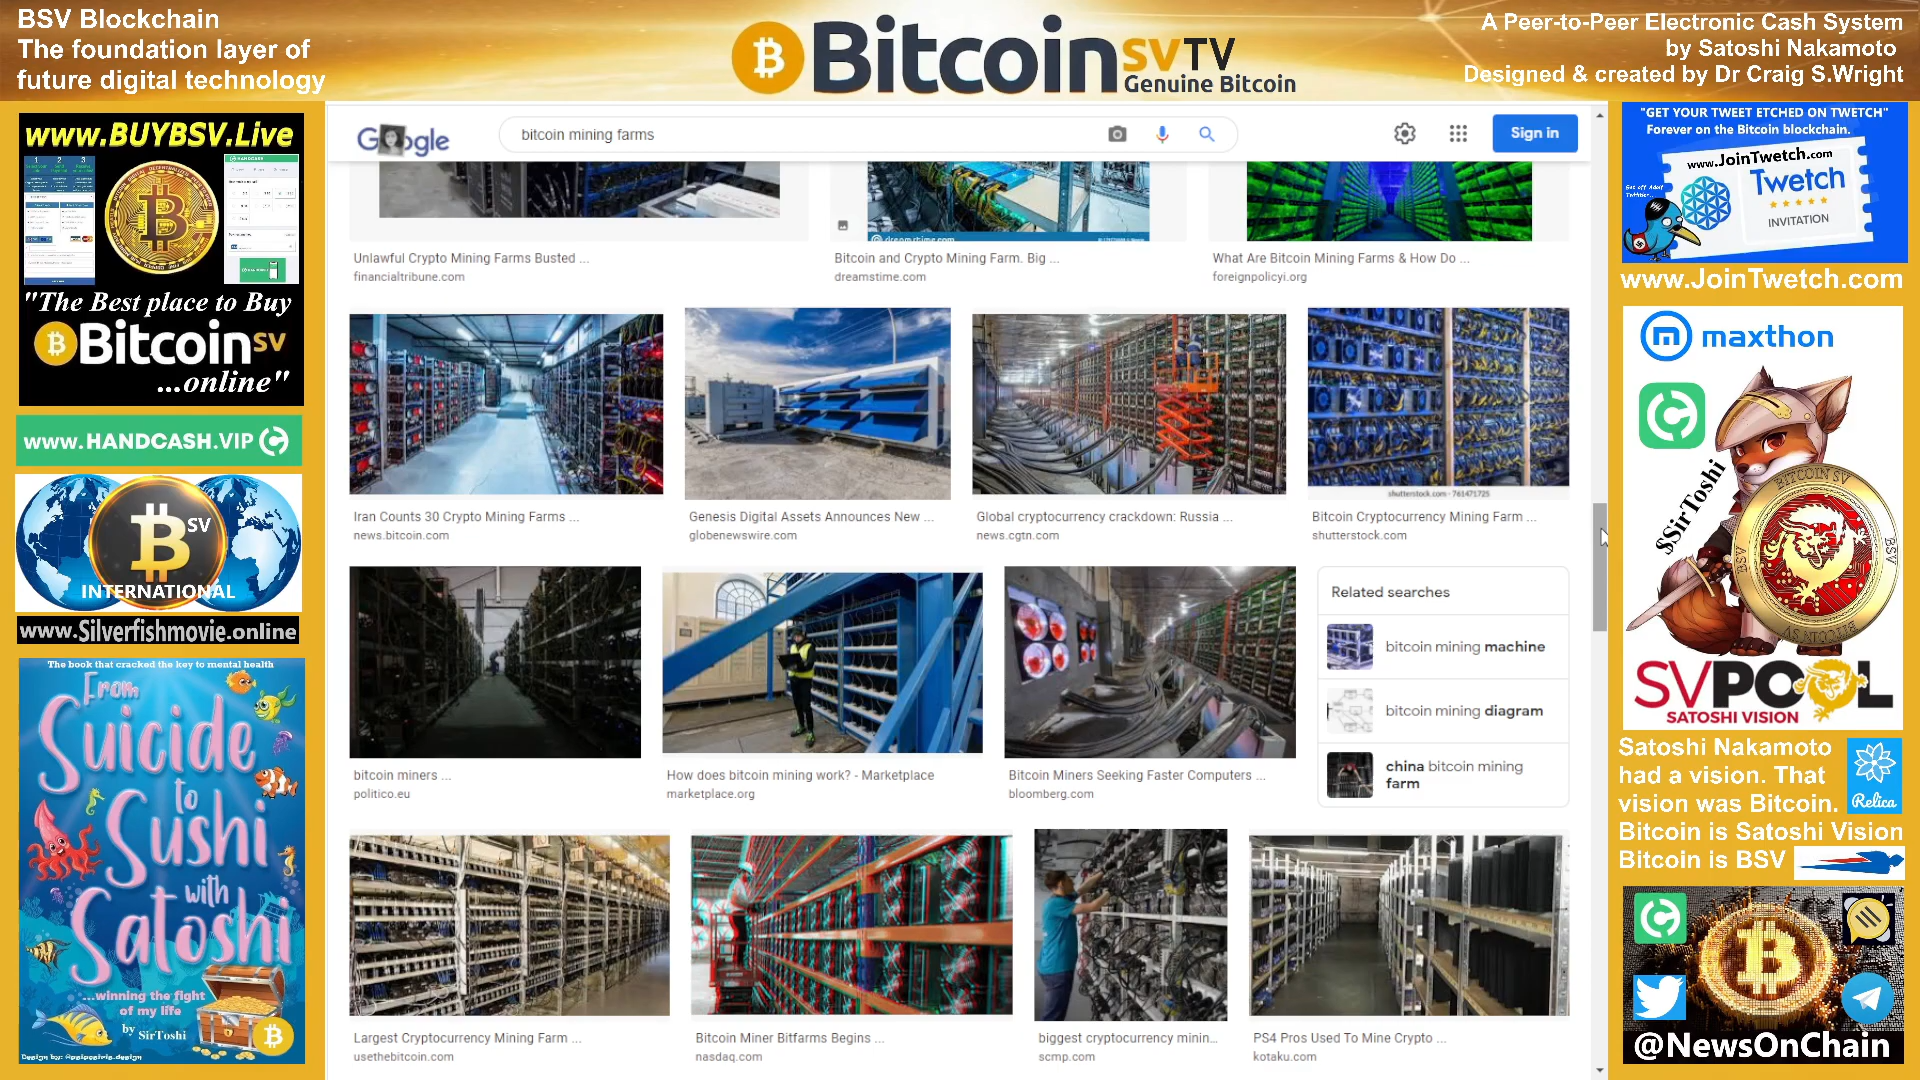 BSV Blockchain
The foundation layer of
future digital technology
Bitcoin SVTV
Genuine Bitcoin
A Peer-to-Peer Electronic Cash System
by Satoshi Nakamoto
Designed & created by Dr Craig S.Wright
www.BUYBSV.Live
"The Best place to Buy
Bitcoin SV
...online"
www.HANDCASH.VIP
SV
INTERNATIONAL
www.Silverfishmovie.online
The book that cracked the key to mental health
From
Suicide
to
Sushi
with
Satoshi
...winning the fight
of my life
by SirToshi
Google
bitcoin mining farms
Sign in
dreamstime.com
Unlawful Crypto Mining Farms Busted ...
financialtribune.com
Bitcoin and Crypto Mining Farm. Big ...
dreamstime.com
What Are Bitcoin Mining Farms & How Do ...
foreignpolicyi.org
shutterstock.com · 761471725
Iran Counts 30 Crypto Mining Farms ...
news.bitcoin.com
Genesis Digital Assets Announces New ...
globenewswire.com
Global cryptocurrency crackdown: Russia ...
news.cgtn.com
Bitcoin Cryptocurrency Mining Farm ...
shutterstock.com
bitcoin miners ...
politico.eu
How does bitcoin mining work? - Marketplace
marketplace.org
Bitcoin Miners Seeking Faster Computers ...
bloomberg.com
Related searches
bitcoin mining machine
bitcoin mining diagram
china bitcoin mining
farm
Largest Cryptocurrency Mining Farm ...
usethebitcoin.com
Bitcoin Miner Bitfarms Begins ...
nasdaq.com
biggest cryptocurrency minin...
scmp.com
PS4 Pros Used To Mine Crypto ...
kotaku.com
"GET YOUR TWEET ETCHED ON TWETCH"
Forever on the Bitcoin blockchain.
www.JoinTwetch.com
Twetch
INVITATION
www.JoinTwetch.com
maxthon
$SirToshi
BITCOIN SV
BSV
SVPOOL
SATOSHI VISION
Satoshi Nakamoto
had a vision. That
vision was Bitcoin.
Relica
Bitcoin is Satoshi Vision
Bitcoin is BSV
@NewsOnChain